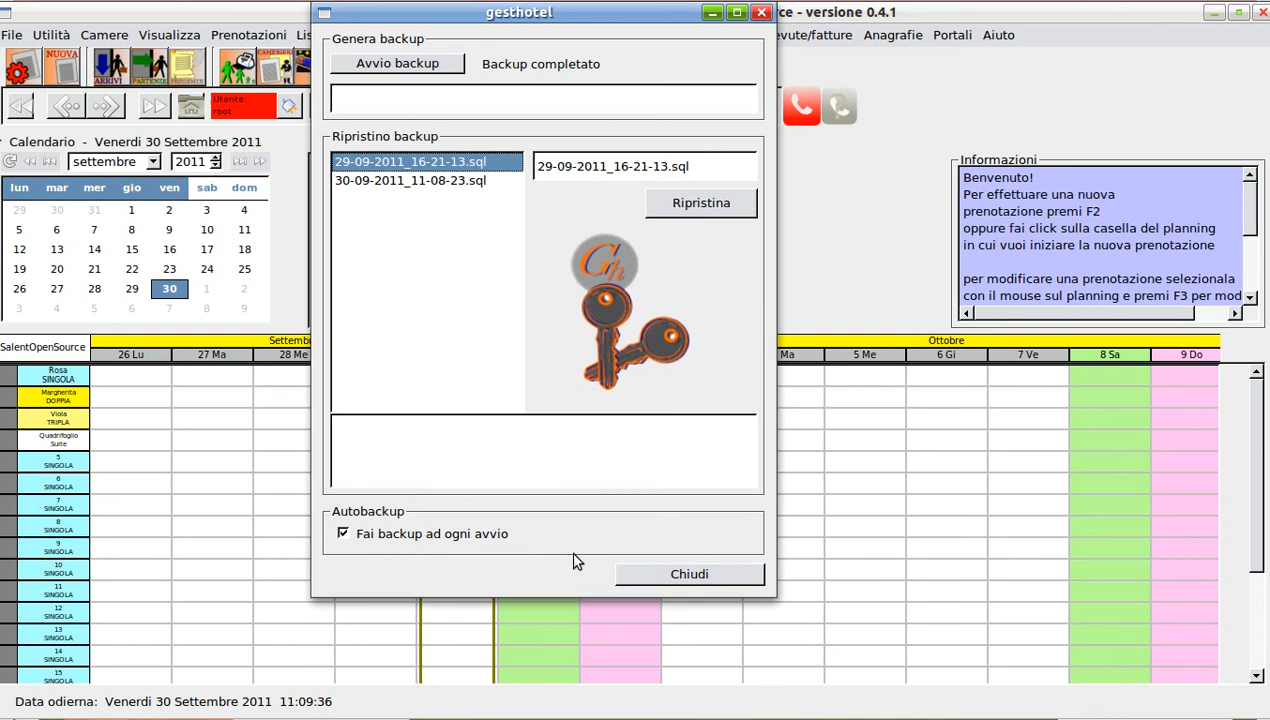 gesthotel
rce - versione 0.4.1
File Utilità Camere Visualizza Prenotazioni Lis
evute/fatture Anagrafie Portali Aiuto
NUOVA
ARRIVI
PARTENZE
Utente:
root
Genera backup
Avvio backup Backup completato
Ripristino backup
29-09-2011_16-21-13.sql
30-09-2011_11-08-23.sql
29-09-2011_16-21-13.sql
Ripristina
Gh
Autobackup
Fai backup ad ogni avvio
Chiudi
Calendario - Venerdi 30 Settembre 2011
settembre 2011
lun mar mer gio ven sab dom
29 30 31 1 2 3 4
5 6 7 8 9 10 11
12 13 14 15 16 17 18
19 20 21 22 23 24 25
26 27 28 29 30 1 2
3 4 5 6 7 8 9
Informazioni
Benvenuto!
Per effettuare una nuova
prenotazione premi F2
oppure fai click sulla casella del planning
in cui vuoi iniziare la nuova prenotazione
per modificare una prenotazione selezionala
con il mouse sul planning e premi F3 per mod
SalentOpenSource
Settembr
Ottobre
26 Lu 27 Ma 28 Me
Ma 5 Me 6 Gi 7 Ve 8 Sa 9 Do
Rosa
SINGOLA
Margherita
DOPPIA
Viola
TRIPLA
Quadrifoglio
Suite
5
SINGOLA
6
SINGOLA
7
SINGOLA
8
SINGOLA
9
SINGOLA
10
SINGOLA
11
SINGOLA
12
SINGOLA
13
SINGOLA
14
SINGOLA
15
SINGOLA
Data odierna: Venerdi 30 Settembre 2011 11:09:36